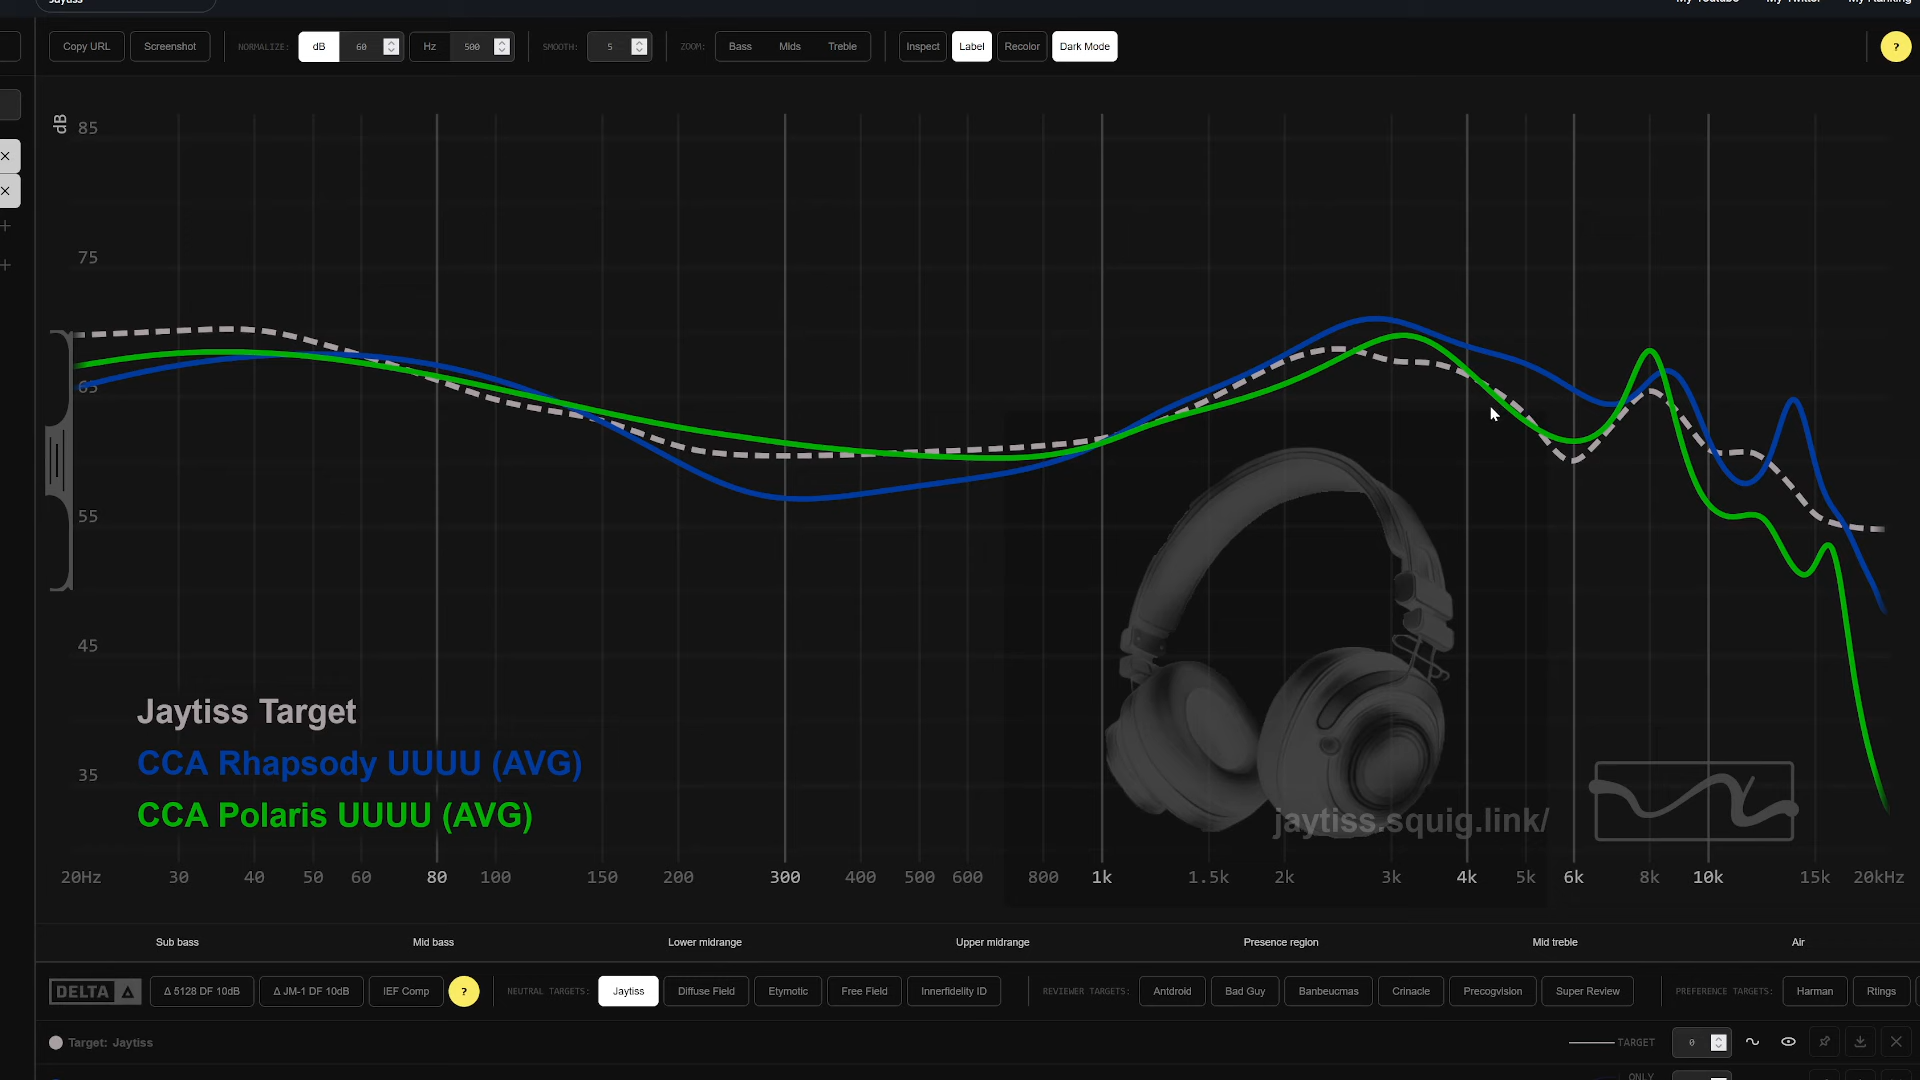 Copy URL Screenshot NORMALIZE: dB 60 Hz 500 SMOOTH: 5 ZOOM: Bass Mids Treble Inspect Label Recolor Dark Mode ?
dB
85
75
65
55
45
35
Jaytiss Target
CCA Rhapsody UUUU (AVG)
CCA Polaris UUUU (AVG)
jaytiss.squig.link/
20Hz 30 40 50 60 80 100 150 200 300 400 500 600 800 1k 1.5k 2k 3k 4k 5k 6k 8k 10k 15k 20kHz
Sub bass Mid bass Lower midrange Upper midrange Presence region Mid treble Air
DELTA Δ Δ 5128 DF 10dB Δ JM-1 DF 10dB IEF Comp ? NEUTRAL TARGETS: Jaytiss Diffuse Field Etymotic Free Field Innerfidelity ID REVIEWER TARGETS: Antdroid Bad Guy Banbeucmas Crinacle Precogvision Super Review PREFERENCE TARGETS: Harman Rtings
Target: Jaytiss TARGET 0